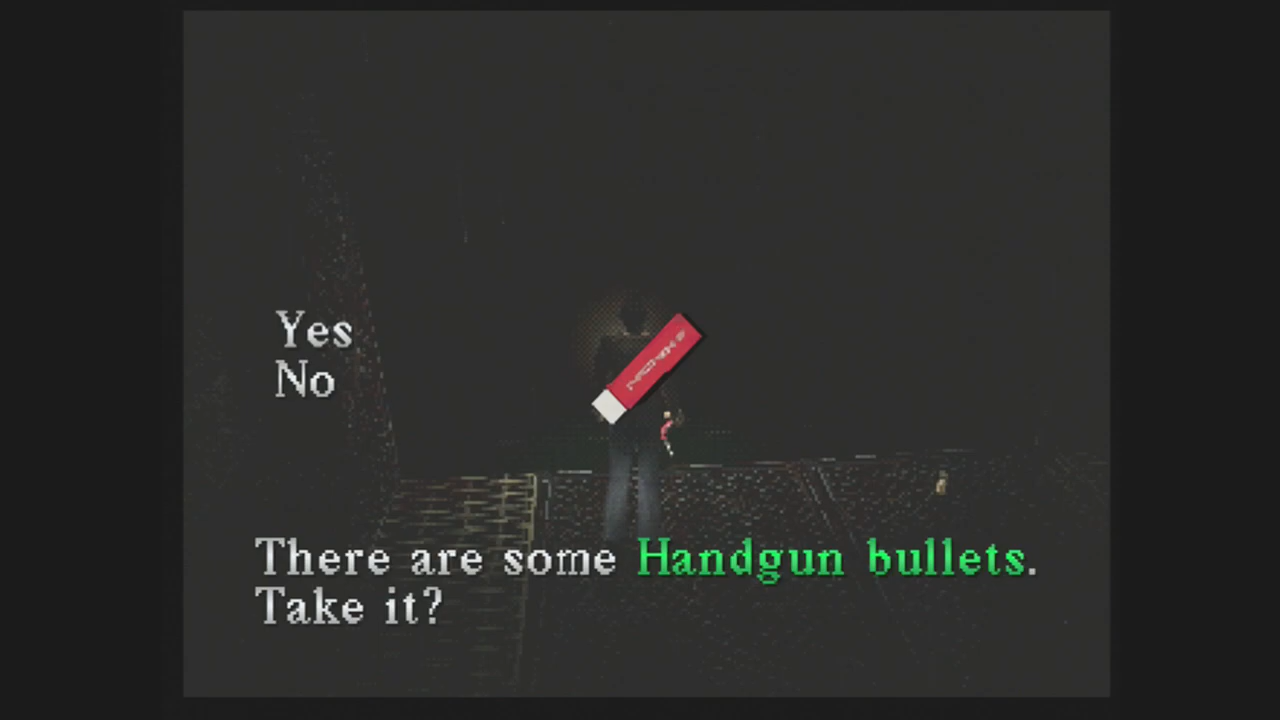 Yes
No
There are some Handgun bullets.
Take it?